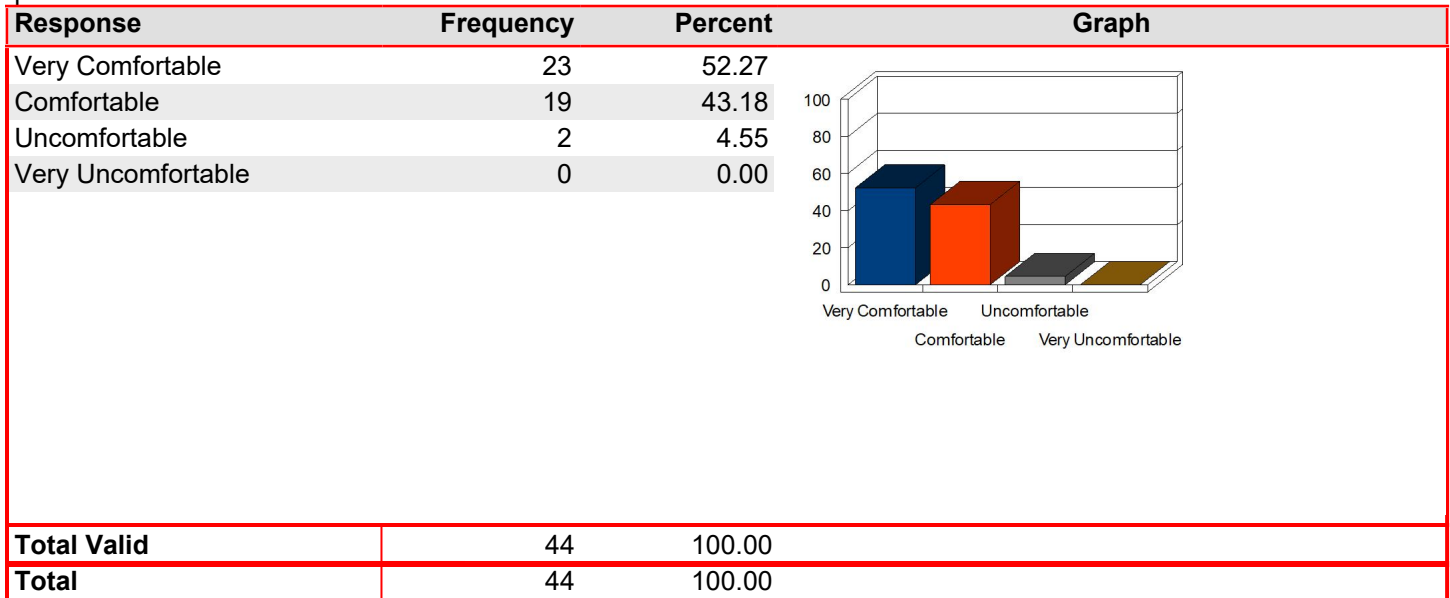 Response Frequency Percent Graph
Very Comfortable 23 52.27
Comfortable 19 43.18
Uncomfortable 2 4.55
Very Uncomfortable 0 0.00
100
80
60
40
20
0
Very Comfortable Uncomfortable
Comfortable Very Uncomfortable
Total Valid 44 100.00
Total 44 100.00